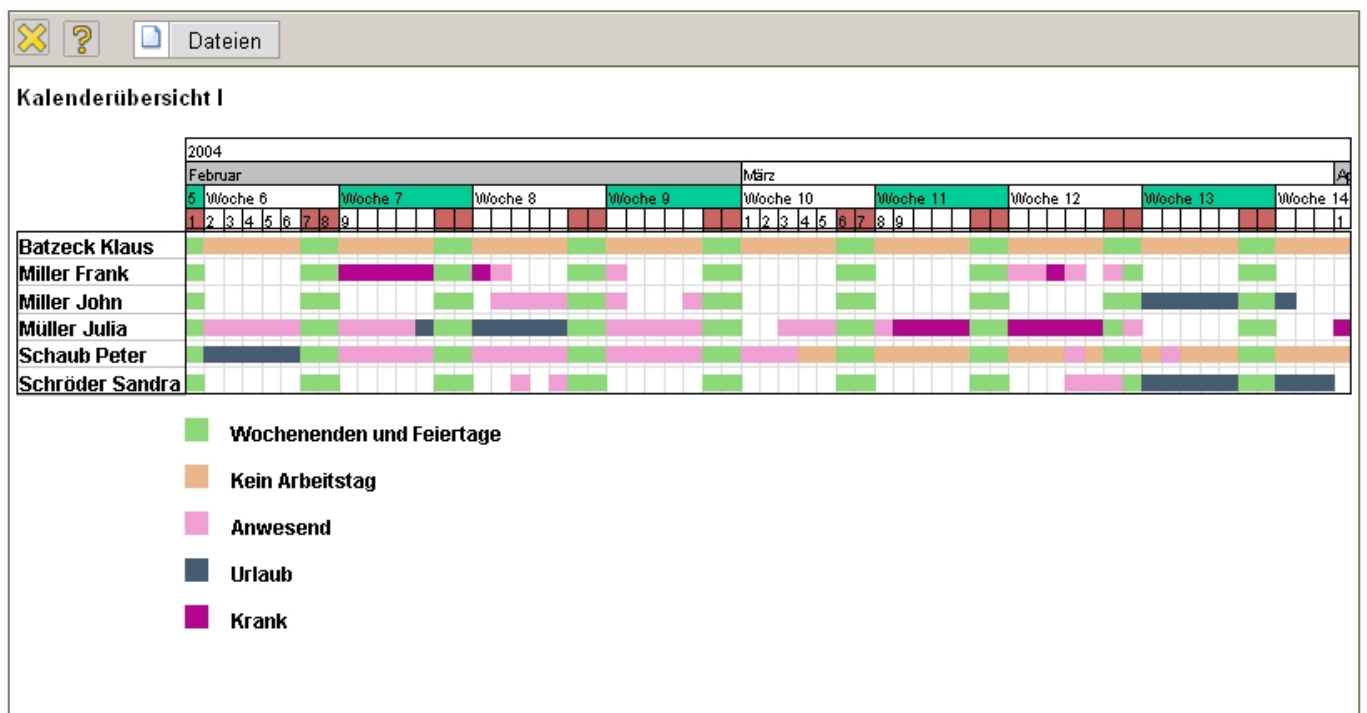 Dateien
Kalenderübersicht I
2004
Februar März
5 Woche 6 Woche 7 Woche 8 Woche 9 Woche 10 Woche 11 Woche 12 Woche 13 Woche 14
1 2 3 4 5 6 7 8 9 1 2 3 4 5 6 7 8 9 1
Batzeck Klaus
Miller Frank
Miller John
Müller Julia
Schaub Peter
Schröder Sandra
Wochenenden und Feiertage
Kein Arbeitstag
Anwesend
Urlaub
Krank